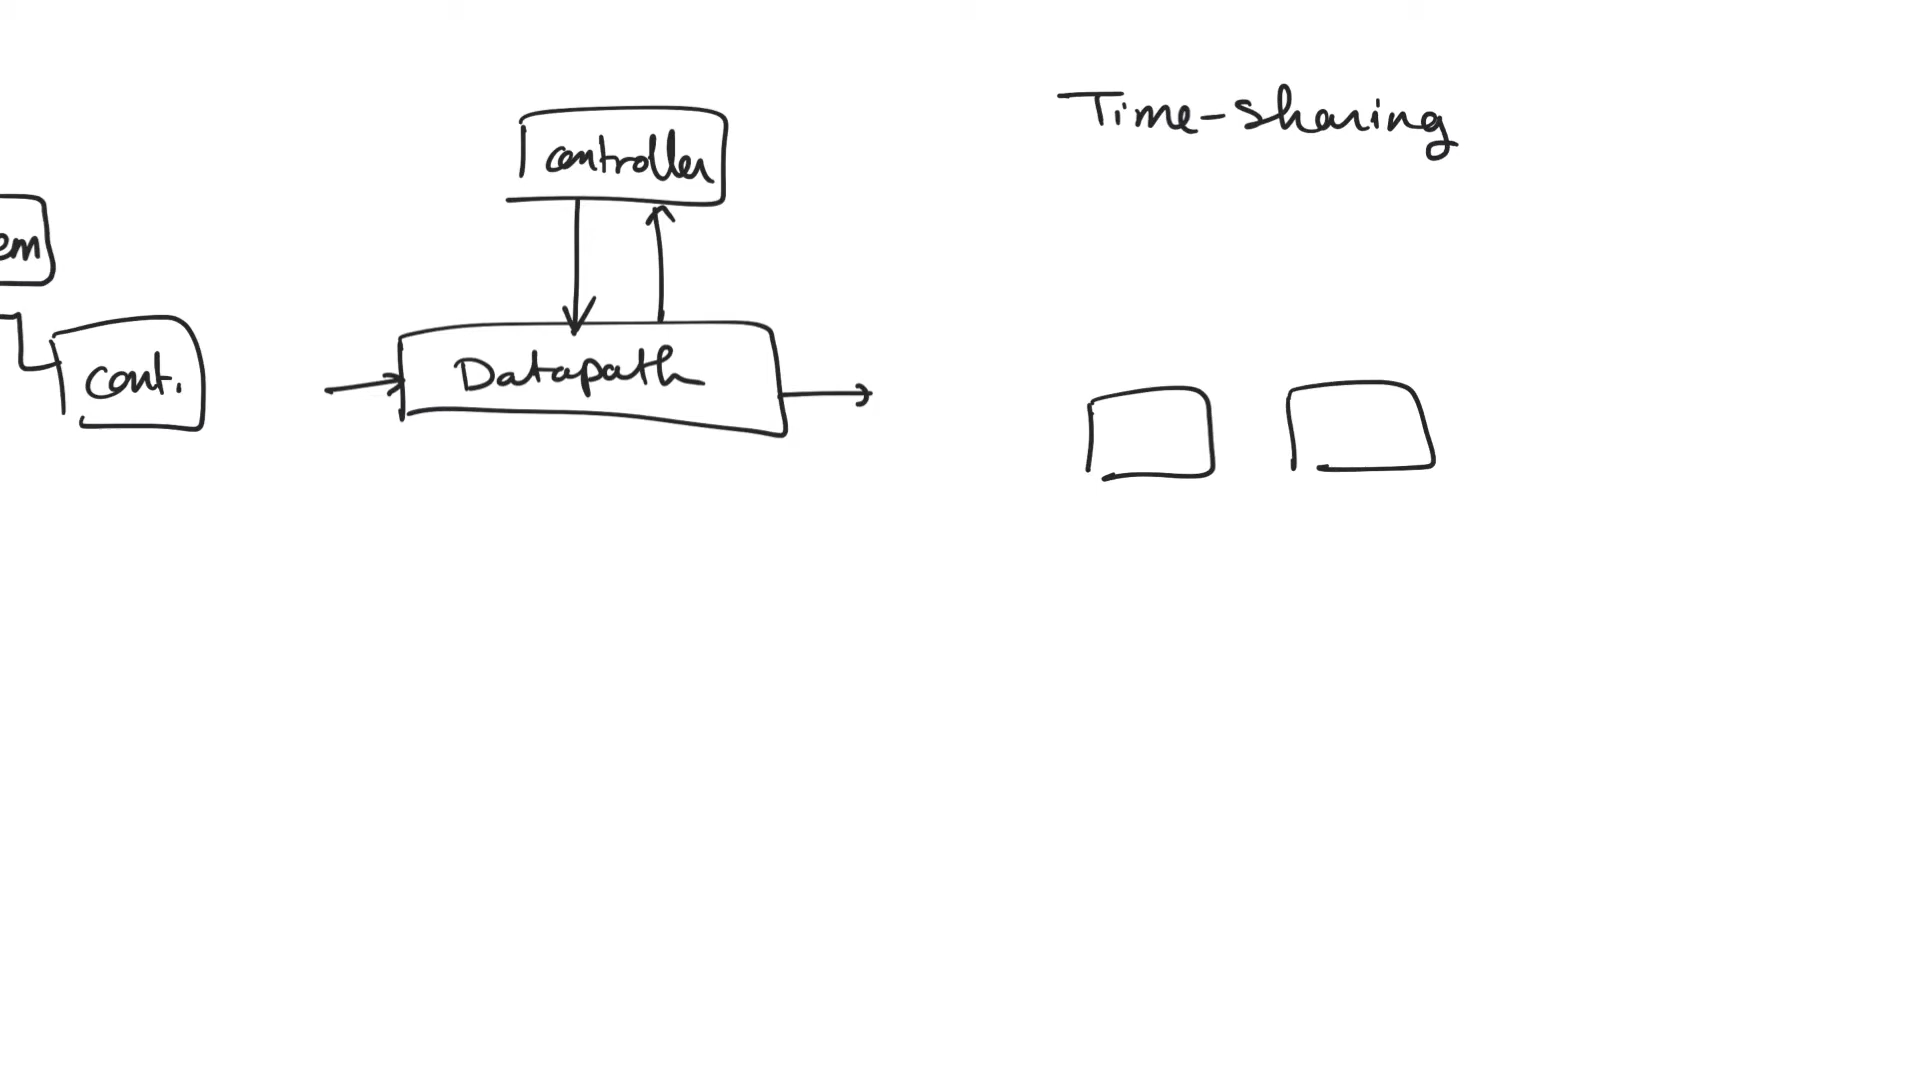 Time-sharing
controller
em
cont.
Datapath